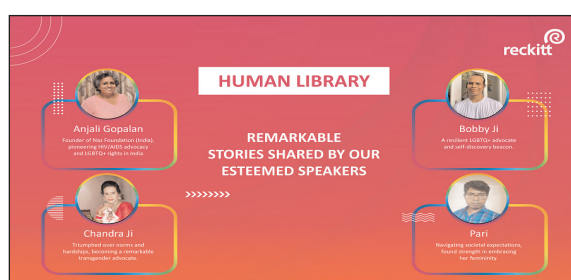 reckitt
HUMAN LIBRARY
REMARKABLE
STORIES SHARED BY OUR
ESTEEMED SPEAKERS
Anjali Gopalan
Founder of Naz Foundation (India),
pioneering HIV/AIDS advocacy
and LGBTQ+ rights in India.
Bobby Ji
A resilient LGBTQ+ advocate
and self-discovery beacon.
Chandra Ji
Triumphed over norms and
hardships, becoming a remarkable
transgender advocate.
Pari
Navigating societal expectations,
found strength in embracing
her femininity.